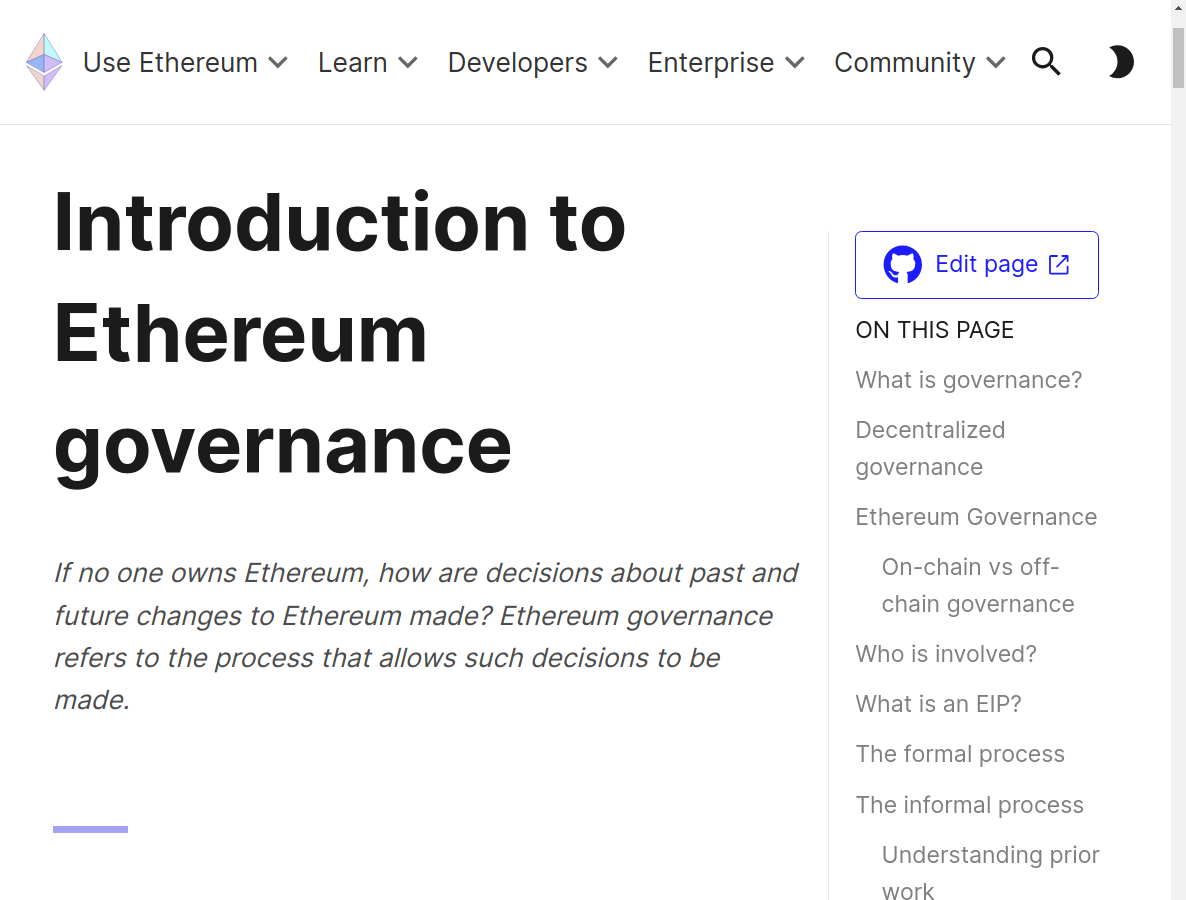 Use Ethereum Learn Developers Enterprise Community
Introduction to
Ethereum
governance
If no one owns Ethereum, how are decisions about past and
future changes to Ethereum made? Ethereum governance
refers to the process that allows such decisions to be
made.
Edit page
ON THIS PAGE
What is governance?
Decentralized
governance
Ethereum Governance
On-chain vs off-
chain governance
Who is involved?
What is an EIP?
The formal process
The informal process
Understanding prior
work